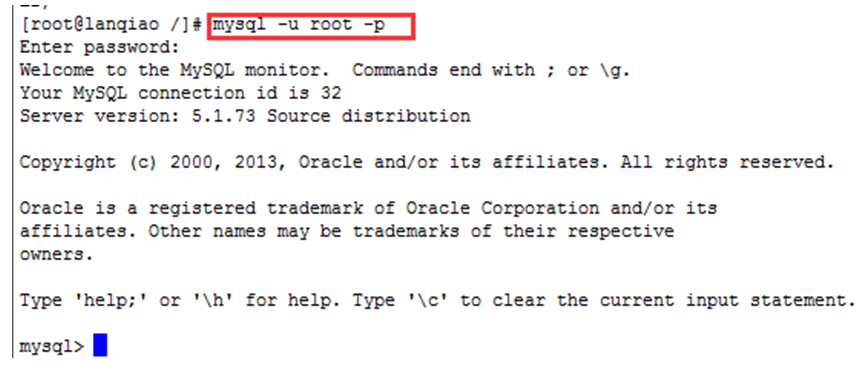 [root@lanqiao /]# mysql -u root -p
Enter password:
Welcome to the MySQL monitor.  Commands end with ; or \g.
Your MySQL connection id is 32
Server version: 5.1.73 Source distribution

Copyright (c) 2000, 2013, Oracle and/or its affiliates. All rights reserved.

Oracle is a registered trademark of Oracle Corporation and/or its
affiliates. Other names may be trademarks of their respective
owners.

Type 'help;' or '\h' for help. Type '\c' to clear the current input statement.

mysql>